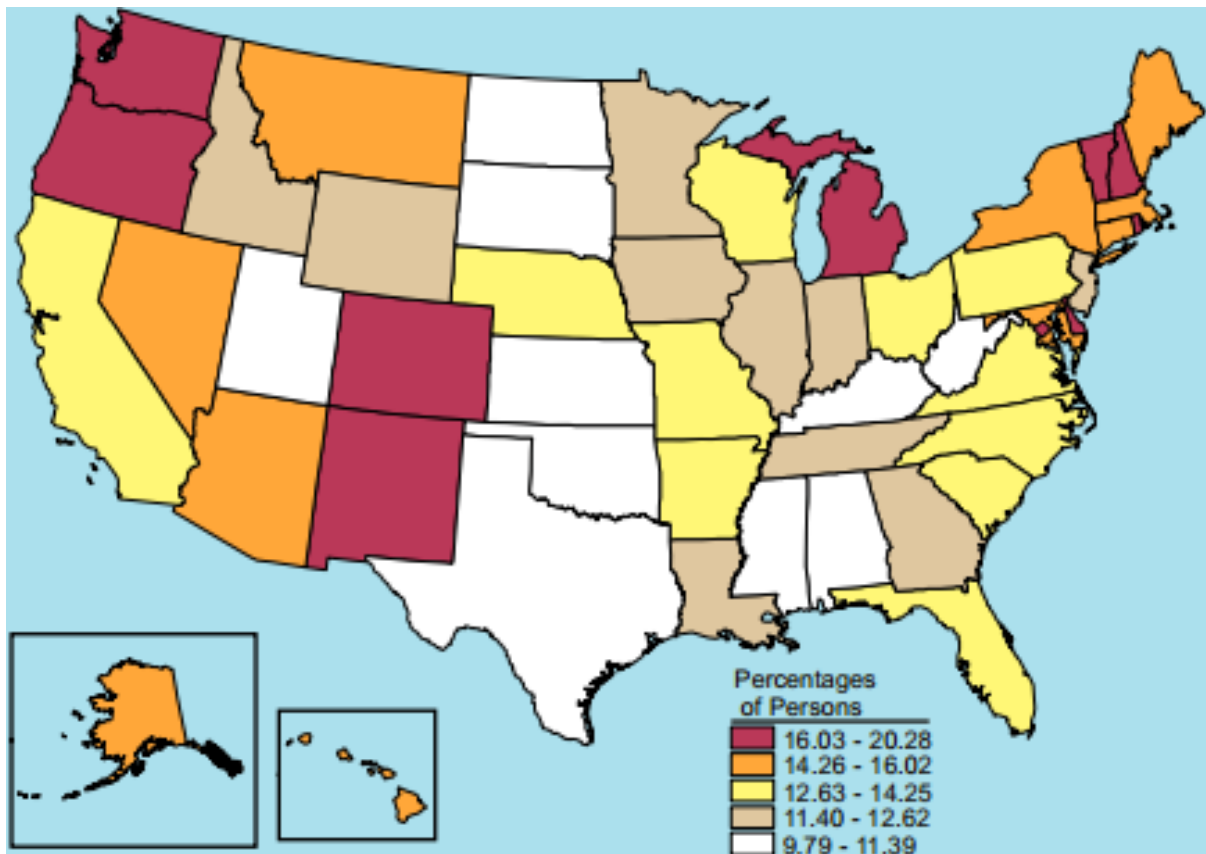 Percentages
of Persons
16.03 - 20.28
14.26 - 16.02
12.63 - 14.25
11.40 - 12.62
9.79 - 11.39